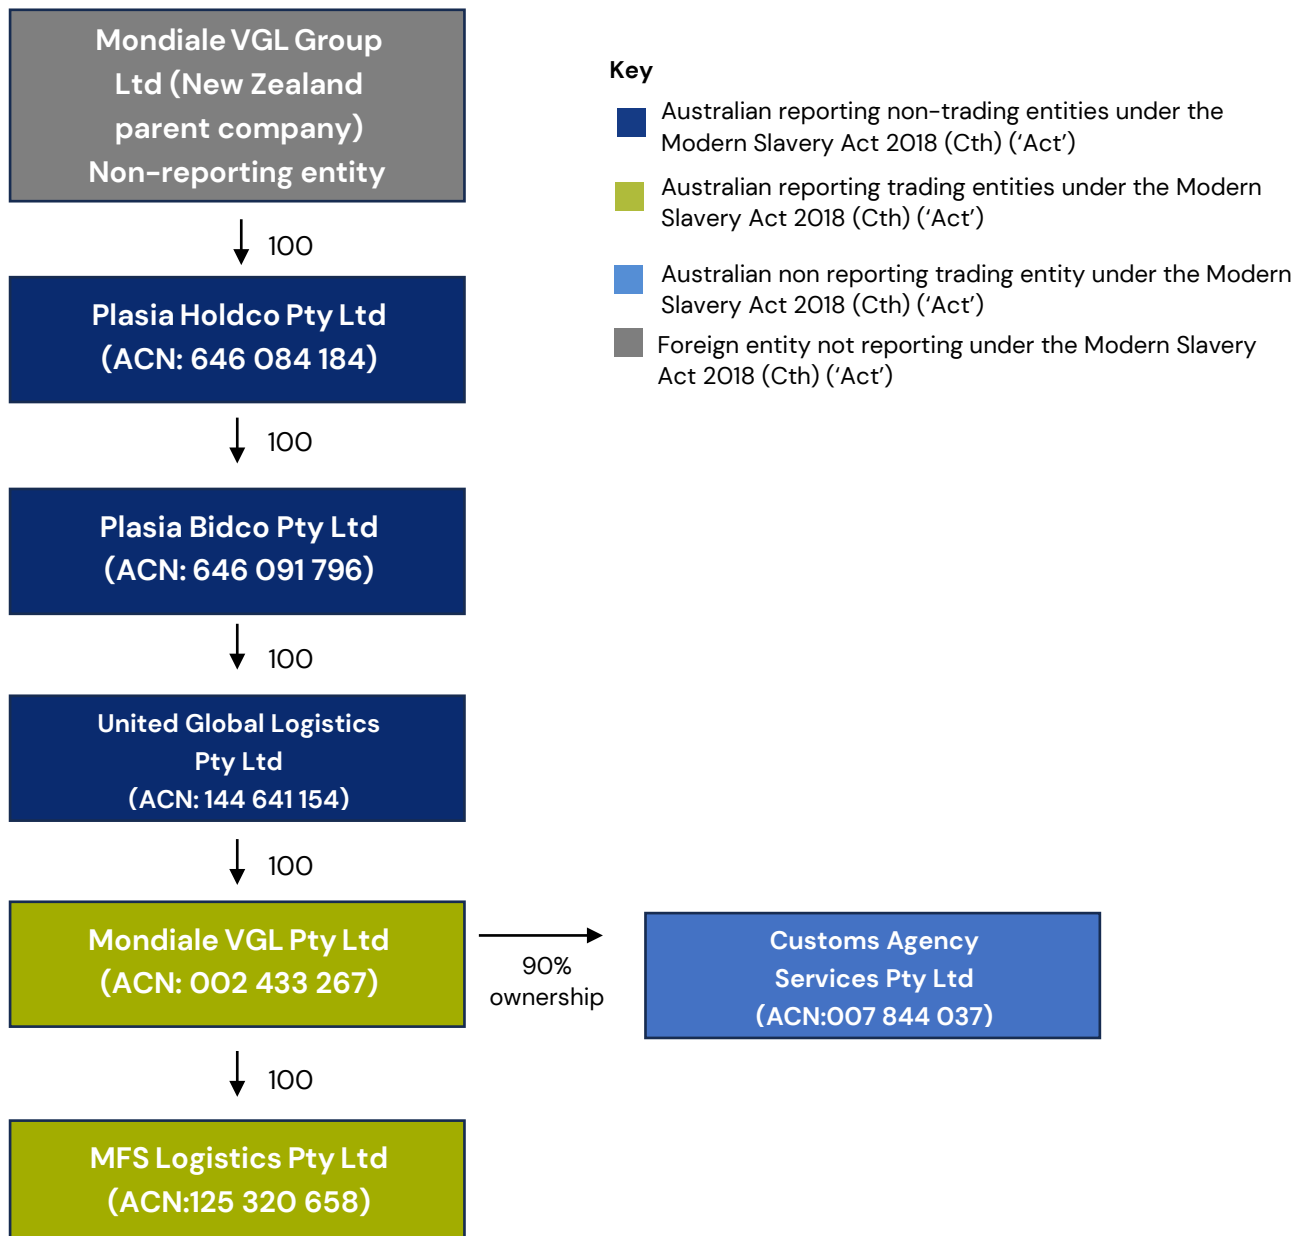 Mondiale VGL Group
Ltd (New Zealand
parent company)
Non-reporting entity
Key
Australian reporting non-trading entities under the
Modern Slavery Act 2018 (Cth) (‘Act’)
Australian reporting trading entities under the Modern
Slavery Act 2018 (Cth) (‘Act’)
Australian non reporting trading entity under the Modern
Slavery Act 2018 (Cth) (‘Act’)
Foreign entity not reporting under the Modern Slavery
Act 2018 (Cth) (‘Act’)
100
Plasia Holdco Pty Ltd
(ACN: 646 084 184)
100
Plasia Bidco Pty Ltd
(ACN: 646 091 796)
100
United Global Logistics
Pty Ltd
(ACN: 144 641 154)
100
Mondiale VGL Pty Ltd
(ACN: 002 433 267)
90%
ownership
Customs Agency
Services Pty Ltd
(ACN:007 844 037)
100
MFS Logistics Pty Ltd
(ACN:125 320 658)